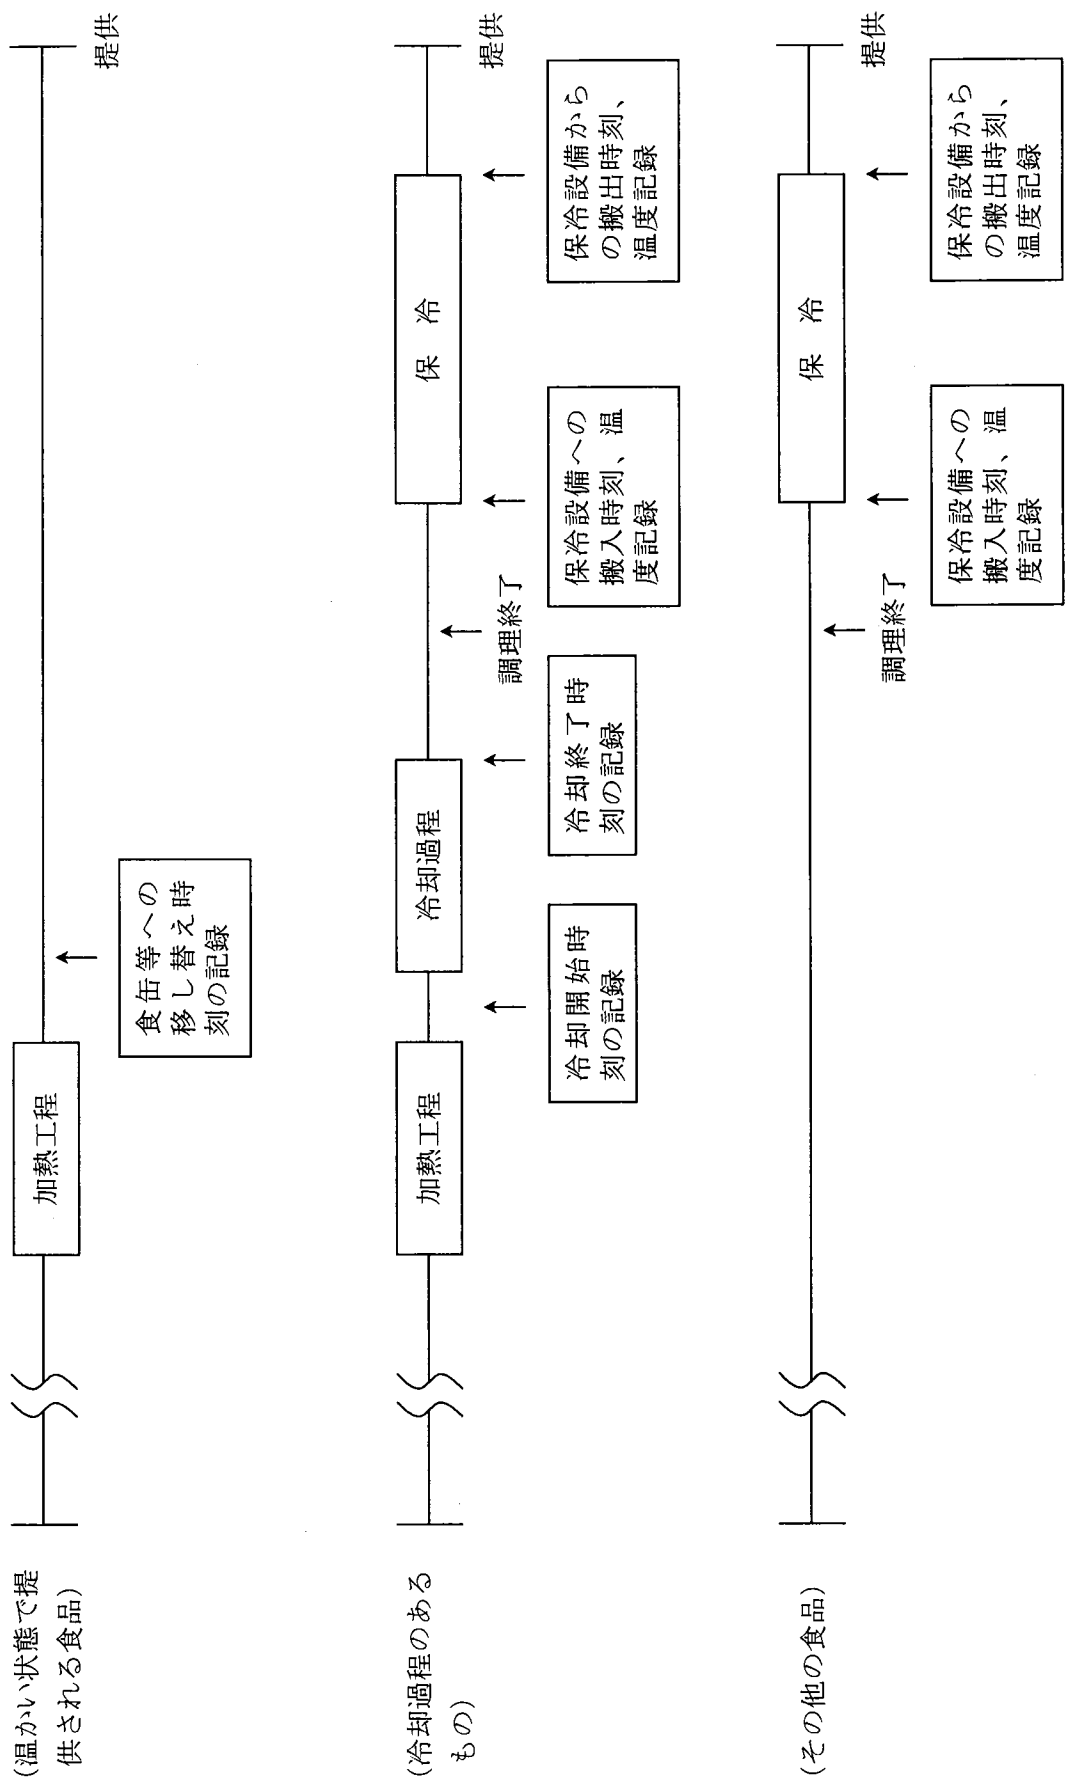 (温かい状態で提
供される食品)
加熱工程
食缶等への
移し替え時
刻の記録
提供
(冷却過程のある
もの)
加熱工程
冷却開始時
刻の記録
冷却過程
冷却終了時
刻の記録
調理終了
保冷設備への
搬入時刻、温
度記録
保 冷
保冷設備から
の搬出時刻、
温度記録
提供
(その他の食品)
調理終了
保冷設備への
搬入時刻、温
度記録
保 冷
保冷設備から
の搬出時刻、
温度記録
提供